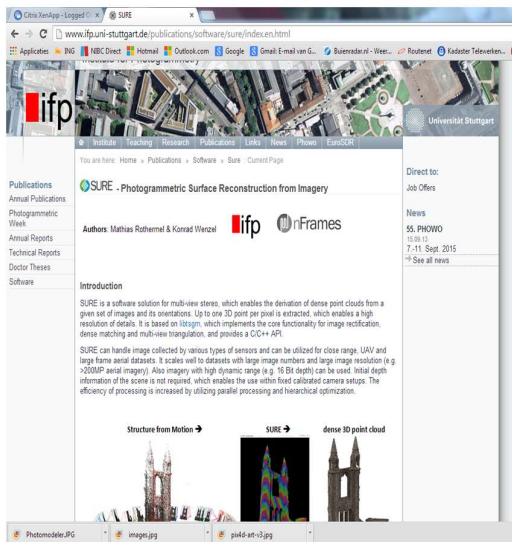 Citrix XenApp - Logged O
SURE
www.ifp.uni-stuttgart.de/publications/software/sure/index.en.html
Applicaties
ING
NIBC Direct
Hotmail
Outlook.com
Google
Gmail: E-mail van G...
Buienradar.nl - Weer...
Routenet
Kadaster Telewerken...
Institute for Photogrammetry
ifp
Universität Stuttgart
Institute
Teaching
Research
Publications
Links
News
Phowo
EuroSDR
You are here: Home » Publications » Software » Sure Current Page
Publications
Annual Publications
Photogrammetric
Week
Annual Reports
Technical Reports
Doctor Theses
Software
SURE - Photogrammetric Surface Reconstruction from Imagery
Authors: Mathias Rothermel & Konrad Wenzel
ifp
nFrames
Introduction
SURE is a software solution for multi-view stereo, which enables the derivation of dense point clouds from a
given set of images and its orientations. Up to one 3D point per pixel is extracted, which enables a high
resolution of details. It is based on libtsgm, which implements the core functionality for image rectification,
dense matching and multi-view triangulation, and provides a C/C++ API.
SURE can handle image collected by various types of sensors and can be utilized for close range, UAV and
large frame aerial datasets. It scales well to datasets with large image numbers and large image resolution (e.g.
>200MP aerial imagery). Also imagery with high dynamic range (e.g. 16 Bit depth) can be used. Initial depth
information of the scene is not required, which enables the use within fixed calibrated camera setups. The
efficiency of processing is increased by utilizing parallel processing and hierarchical optimization.
Structure from Motion →
SURE →
dense 3D point cloud
Direct to:
Job Offers
News
55. PHOWO
15.09.13
7.-11. Sept. 2015
See all news
Photomodeler.JPG
images.jpg
pix4d-art-v3.jpg